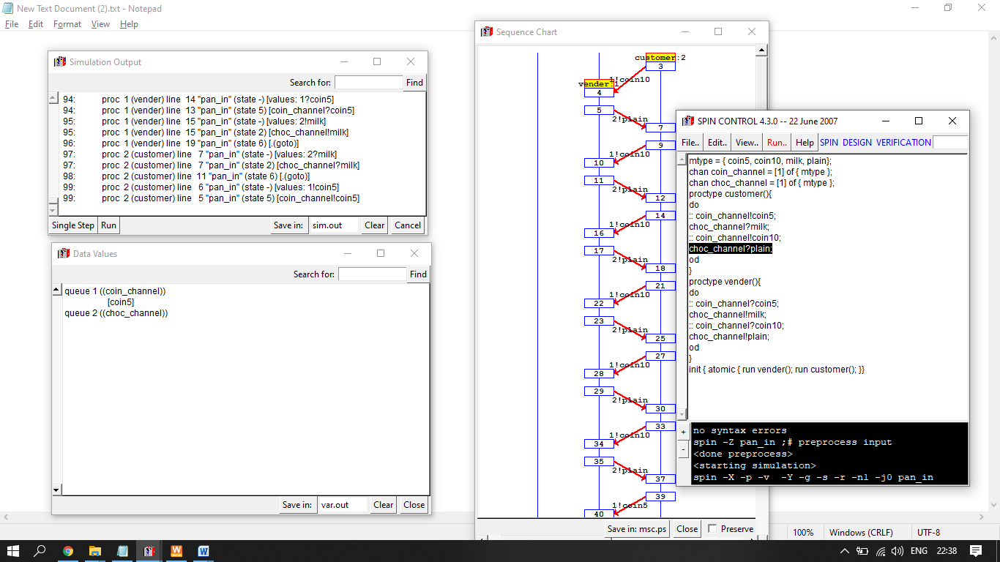 New Text Document (2).txt - Notepad
File Edit Format View Help
Simulation Output
Search for: Find
94: proc 1 (vender) line 14 "pan_in" (state -) [values: 1?coin5]
94: proc 1 (vender) line 13 "pan_in" (state 5) [coin_channel?coin5]
95: proc 1 (vender) line 15 "pan_in" (state -) [values: 2!milk]
95: proc 1 (vender) line 15 "pan_in" (state 2) [choc_channel!milk]
96: proc 1 (vender) line 19 "pan_in" (state 6) [.(goto)]
97: proc 2 (customer) line 7 "pan_in" (state -) [values: 2?milk]
97: proc 2 (customer) line 7 "pan_in" (state 2) [choc_channel?milk]
98: proc 2 (customer) line 11 "pan_in" (state 6) [.(goto)]
99: proc 2 (customer) line 6 "pan_in" (state -) [values: 1!coin5]
99: proc 2 (customer) line 5 "pan_in" (state 5) [coin_channel!coin5]
Single Step Run Save in: sim.out Clear Cancel
Data Values
Search for: Find
queue 1 ((coin_channel))
[coin5]
queue 2 ((choc_channel))
Save in: var.out Clear Close
Sequence Chart
customer:2
3
1!coin10
vender:1
4
5
2!plain
7
9
1!coin10
10
11
2!plain
12
14
1!coin10
16
17
2!plain
18
21
1!coin10
22
23
2!plain
25
27
1!coin10
28
29
2!plain
30
33
1!coin10
34
35
2!plain
37
39
1!coin5
40
Save in: msc.ps Close Preserve
SPIN CONTROL 4.3.0 -- 22 June 2007
File.. Edit.. View.. Run.. Help SPIN DESIGN VERIFICATION
mtype = { coin5, coin10, milk, plain};
chan coin_channel = [1] of { mtype };
chan choc_channel = [1] of { mtype };
proctype customer(){
do
:: coin_channel!coin5;
choc_channel?milk;
:: coin_channel!coin10;
choc_channel?plain;
od
}
proctype vender(){
do
:: coin_channel?coin5;
choc_channel!milk;
:: coin_channel?coin10;
choc_channel!plain;
od
}
init { atomic { run vender(); run customer(); }}
+
-
no syntax errors
spin -Z pan_in ;# preprocess input
<done preprocess>
<starting simulation>
spin -X -p -v -Y -g -s -r -n1 -j0 pan_in
100% Windows (CRLF) UTF-8
W W ENG 22:38